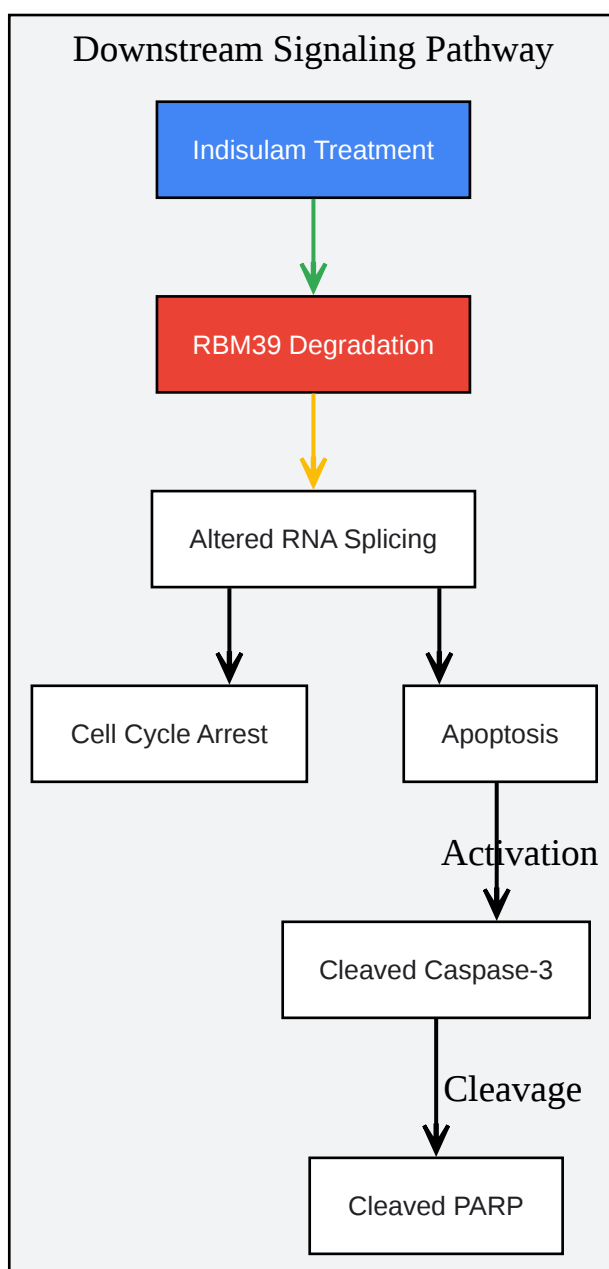 Downstream Signaling Pathway
Indisulam Treatment
RBM39 Degradation
Altered RNA Splicing
Cell Cycle Arrest
Apoptosis
Activation
Cleaved Caspase-3
Cleavage
Cleaved PARP